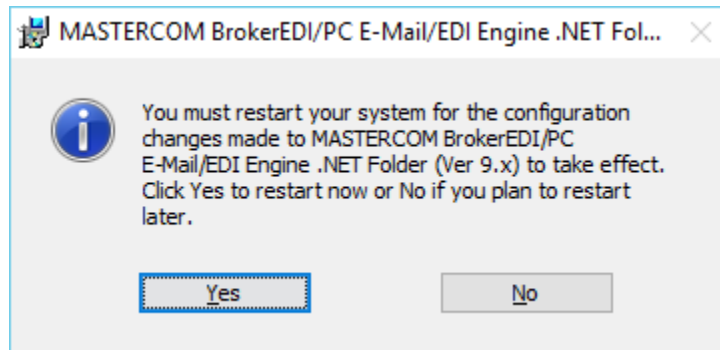 MASTERCOM BrokerEDI/PC E-Mail/EDI Engine .NET Fol...
You must restart your system for the configuration
changes made to MASTERCOM BrokerEDI/PC
E-Mail/EDI Engine .NET Folder (Ver 9.x) to take effect.
Click Yes to restart now or No if you plan to restart
later.
Yes
No